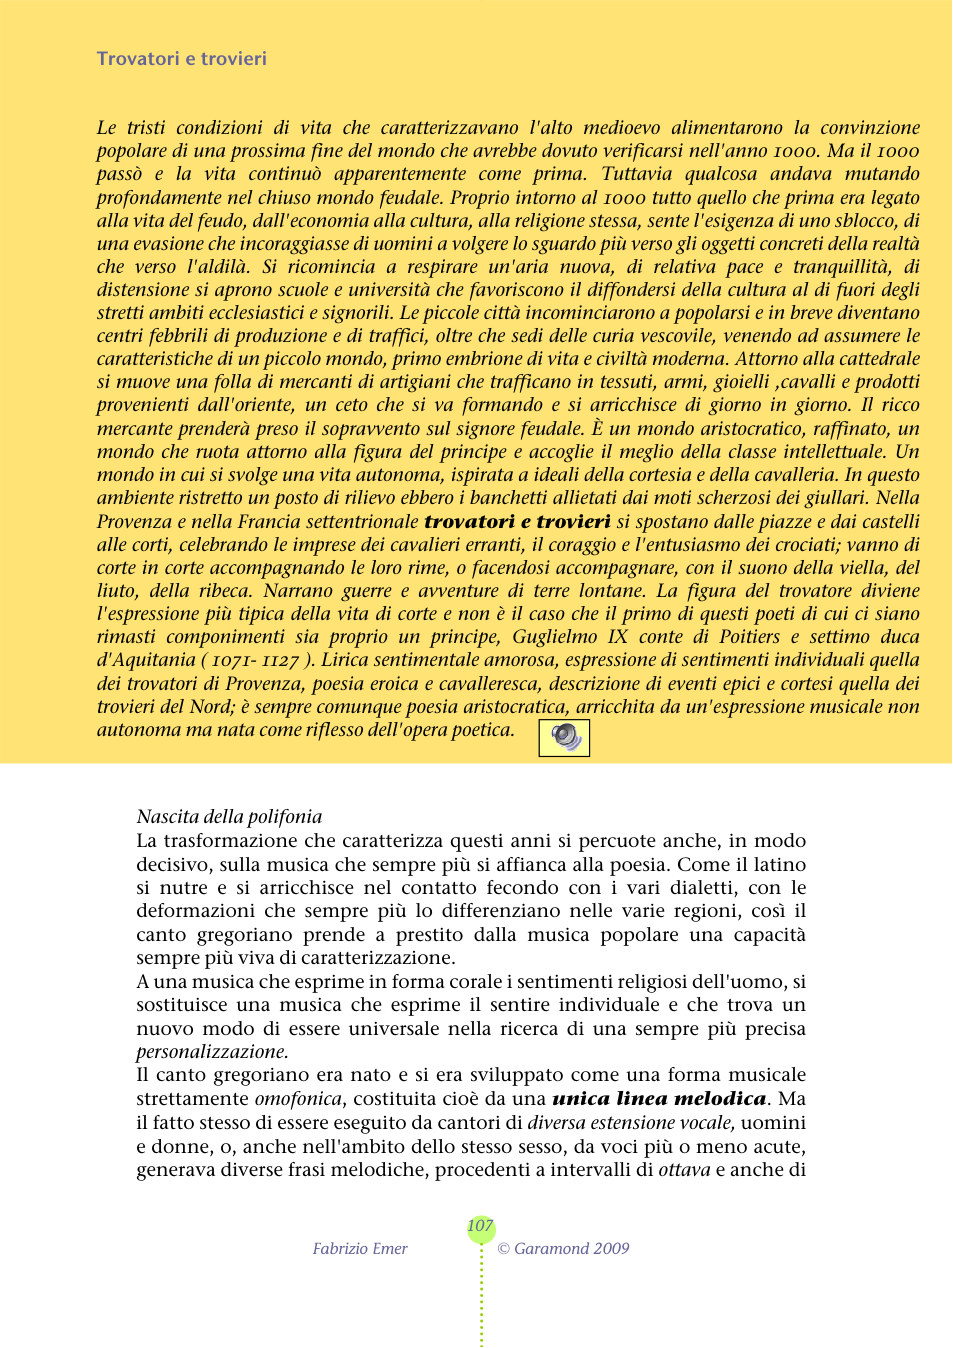 Trovatori e trovieri
Le tristi condizioni di vita che caratterizzavano l'alto medioevo alimentarono la convinzione
popolare di una prossima fine del mondo che avrebbe dovuto verificarsi nell'anno 1000. Ma il 1000
passò e la vita continuò apparentemente come prima. Tuttavia qualcosa andava mutando
profondamente nel chiuso mondo feudale. Proprio intorno al 1000 tutto quello che prima era legato
alla vita del feudo, dall'economia alla cultura, alla religione stessa, sente l'esigenza di uno sblocco, di
una evasione che incoraggiasse di uomini a volgere lo sguardo più verso gli oggetti concreti della realtà
che verso l'aldilà. Si ricomincia a respirare un'aria nuova, di relativa pace e tranquillità, di
distensione si aprono scuole e università che favoriscono il diffondersi della cultura al di fuori degli
stretti ambiti ecclesiastici e signorili. Le piccole città incominciarono a popolarsi e in breve diventano
centri febbrili di produzione e di traffici, oltre che sedi delle curia vescovile, venendo ad assumere le
caratteristiche di un piccolo mondo, primo embrione di vita e civiltà moderna. Attorno alla cattedrale
si muove una folla di mercanti di artigiani che trafficano in tessuti, armi, gioielli ,cavalli e prodotti
provenienti dall'oriente, un ceto che si va formando e si arricchisce di giorno in giorno. Il ricco
mercante prenderà preso il sopravvento sul signore feudale. È un mondo aristocratico, raffinato, un
mondo che ruota attorno alla figura del principe e accoglie il meglio della classe intellettuale. Un
mondo in cui si svolge una vita autonoma, ispirata a ideali della cortesia e della cavalleria. In questo
ambiente ristretto un posto di rilievo ebbero i banchetti allietati dai moti scherzosi dei giullari. Nella
Provenza e nella Francia settentrionale trovatori e trovieri si spostano dalle piazze e dai castelli
alle corti, celebrando le imprese dei cavalieri erranti, il coraggio e l'entusiasmo dei crociati; vanno di
corte in corte accompagnando le loro rime, o facendosi accompagnare, con il suono della viella, del
liuto, della ribeca. Narrano guerre e avventure di terre lontane. La figura del trovatore diviene
l'espressione più tipica della vita di corte e non è il caso che il primo di questi poeti di cui ci siano
rimasti componimenti sia proprio un principe, Guglielmo IX conte di Poitiers e settimo duca
d'Aquitania ( 1071- 1127 ). Lirica sentimentale amorosa, espressione di sentimenti individuali quella
dei trovatori di Provenza, poesia eroica e cavalleresca, descrizione di eventi epici e cortesi quella dei
trovieri del Nord; è sempre comunque poesia aristocratica, arricchita da un'espressione musicale non
autonoma ma nata come riflesso dell'opera poetica.
Nascita della polifonia
La trasformazione che caratterizza questi anni si percuote anche, in modo
decisivo, sulla musica che sempre più si affianca alla poesia. Come il latino
si nutre e si arricchisce nel contatto fecondo con i vari dialetti, con le
deformazioni che sempre più lo differenziano nelle varie regioni, così il
canto gregoriano prende a prestito dalla musica popolare una capacità
sempre più viva di caratterizzazione.
A una musica che esprime in forma corale i sentimenti religiosi dell'uomo, si
sostituisce una musica che esprime il sentire individuale e che trova un
nuovo modo di essere universale nella ricerca di una sempre più precisa
personalizzazione.
Il canto gregoriano era nato e si era sviluppato come una forma musicale
strettamente omofonica, costituita cioè da una unica linea melodica. Ma
il fatto stesso di essere eseguito da cantori di diversa estensione vocale, uomini
e donne, o, anche nell'ambito dello stesso sesso, da voci più o meno acute,
generava diverse frasi melodiche, procedenti a intervalli di ottava e anche di
107
Fabrizio Emer © Garamond 2009